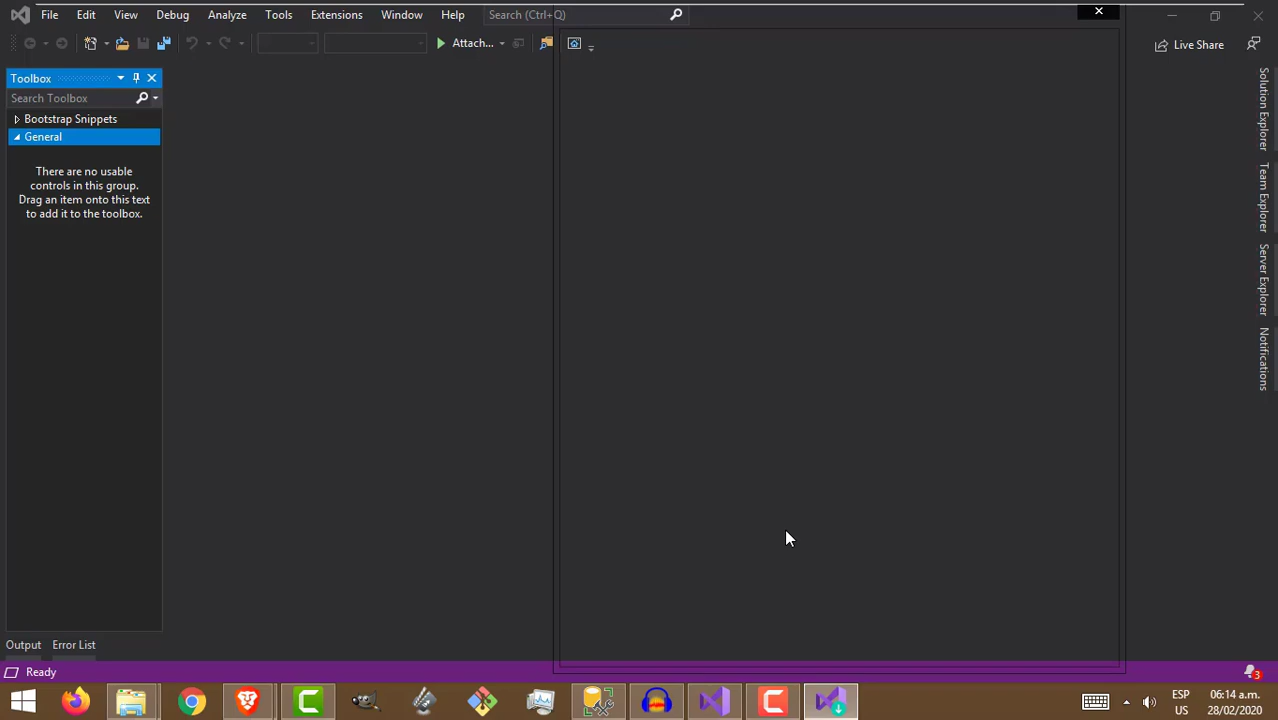 File Edit View Debug Analyze Tools Extensions Window Help Search (Ctrl+Q)
Attach...
Live Share
Toolbox
Search Toolbox
Bootstrap Snippets
General
There are no usable
controls in this group.
Drag an item onto this text
to add it to the toolbox.
Solution Explorer
Team Explorer
Server Explorer
Notifications
Output Error List
Ready
3
ESP
US
06:14 a.m.
28/02/2020